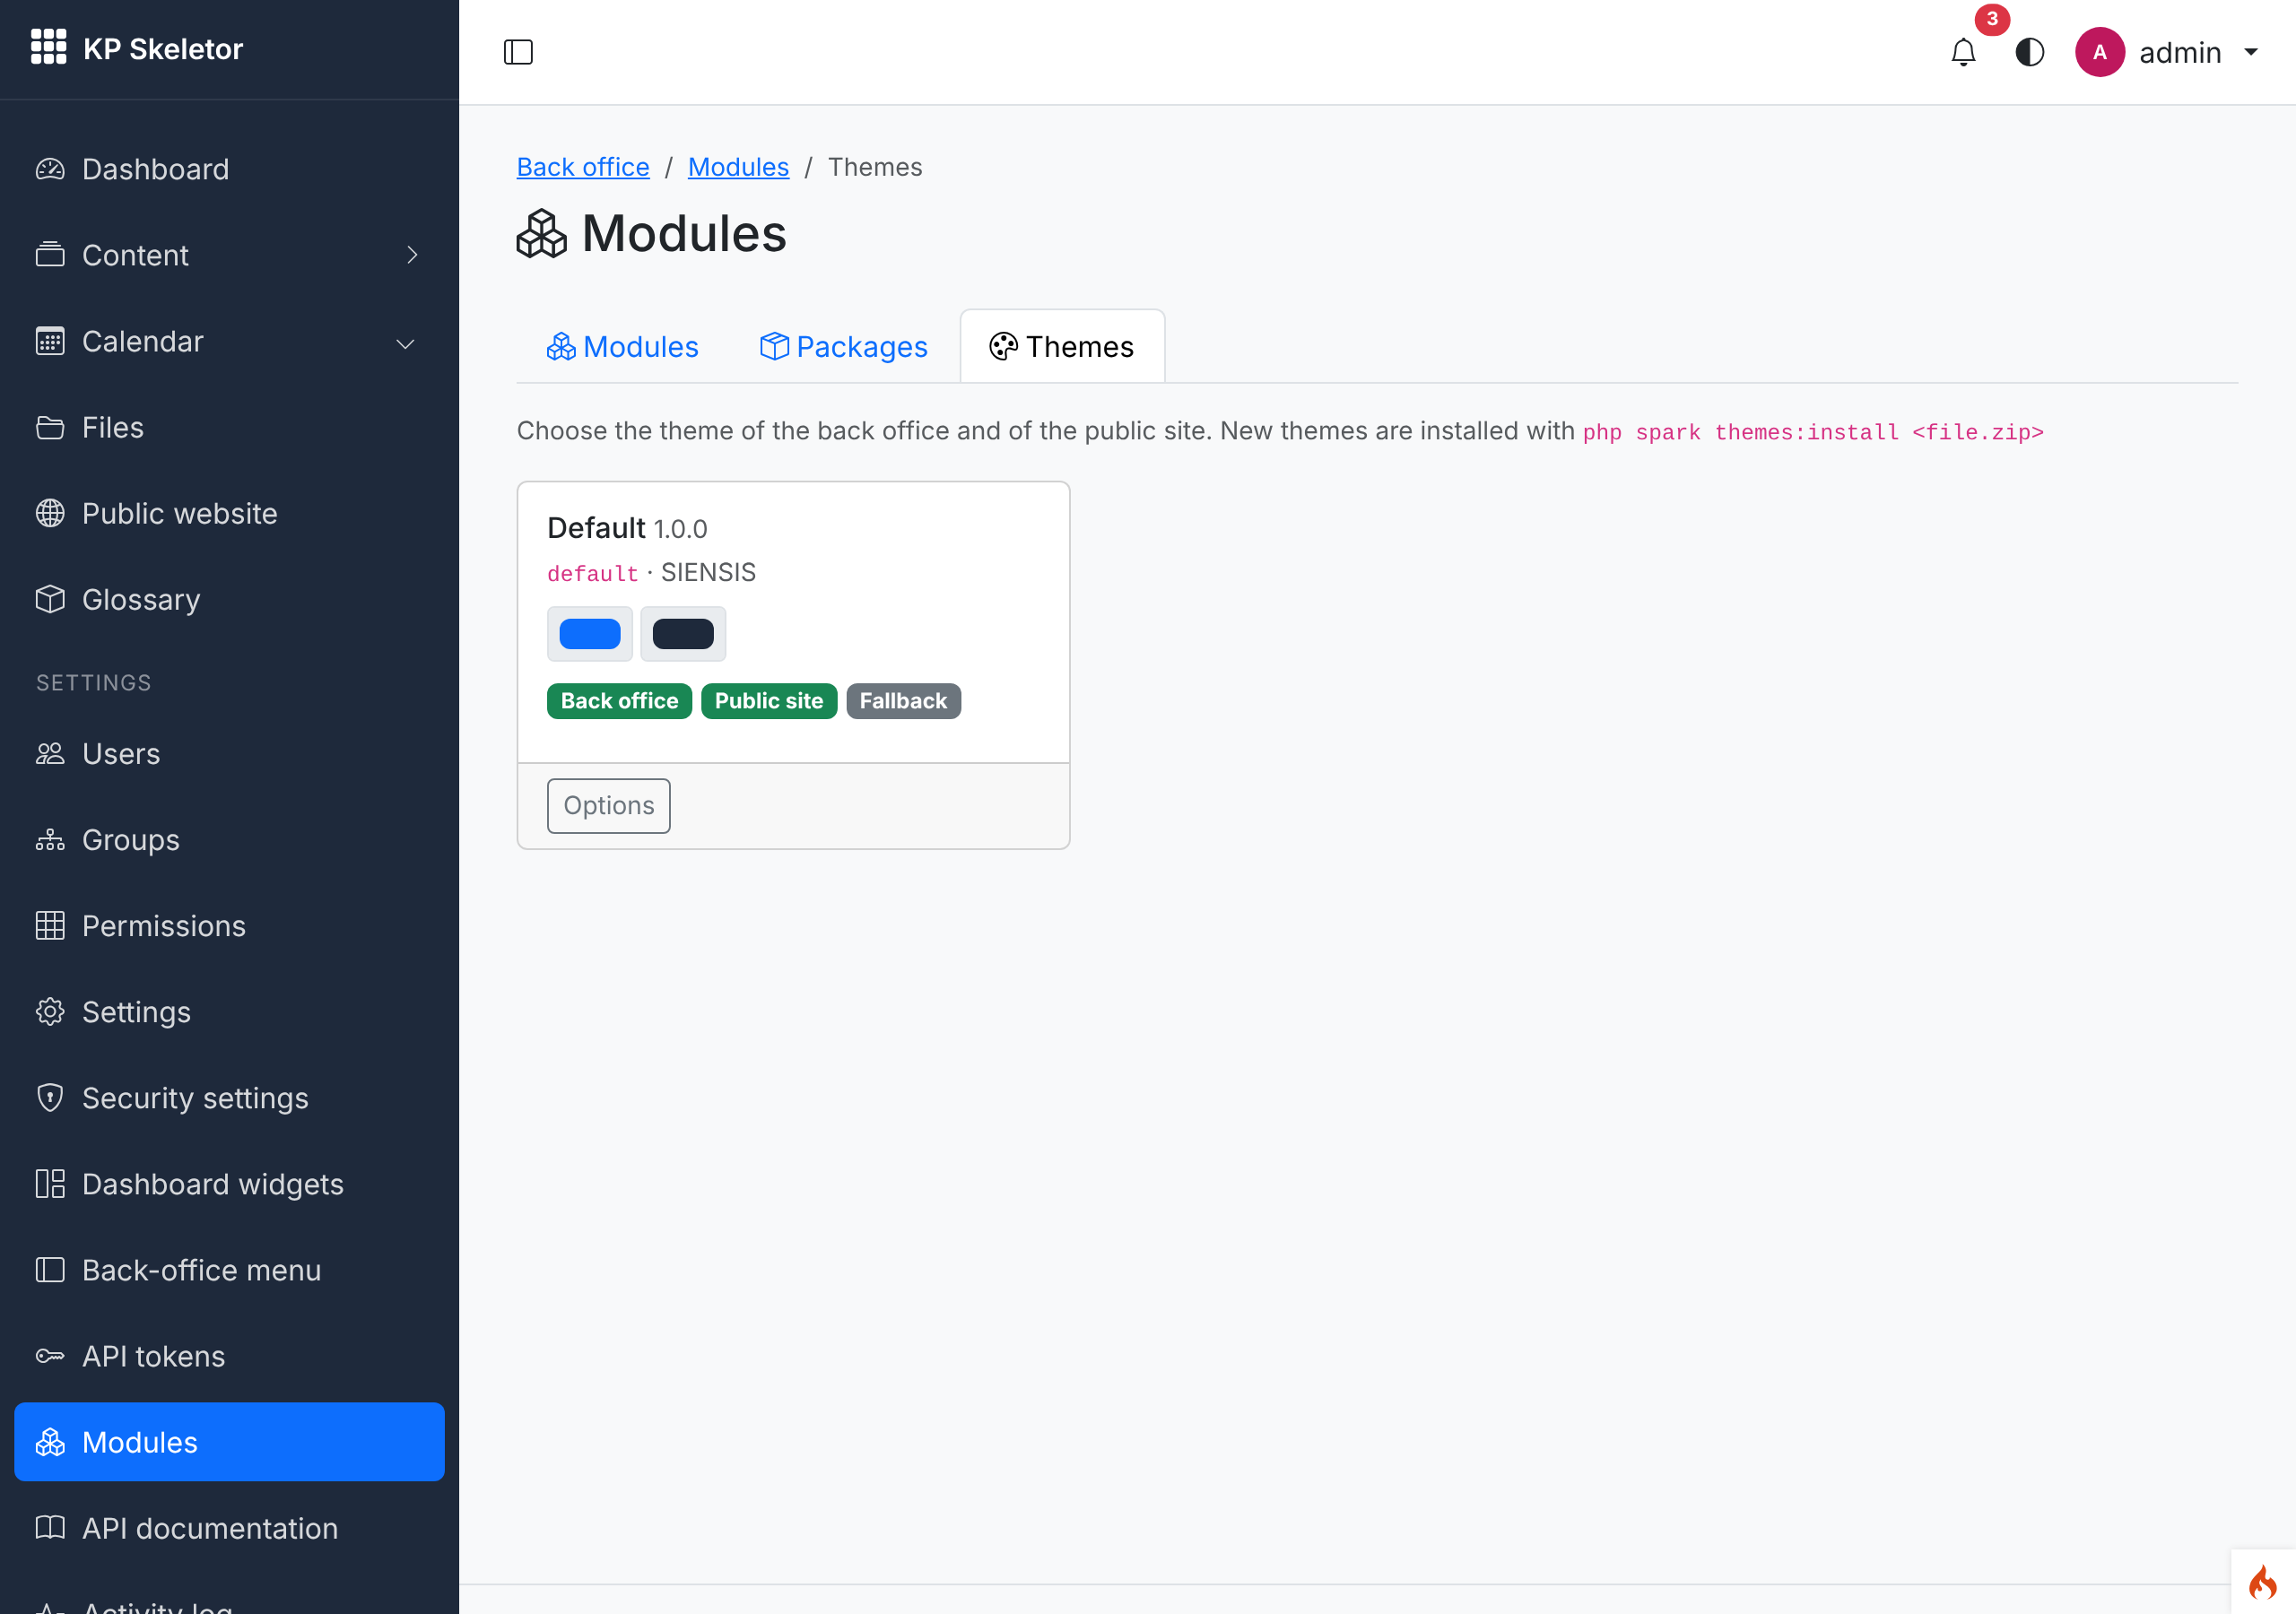 KP Skeletor
3
A
admin
Dashboard
Content
Calendar
Files
Public website
Glossary
SETTINGS
Users
Groups
Permissions
Settings
Security settings
Dashboard widgets
Back-office menu
API tokens
Modules
API documentation
Activity log
Back office / Modules / Themes
Modules
Modules Packages Themes
Choose the theme of the back office and of the public site. New themes are installed with php spark themes:install <file.zip>
Default 1.0.0
default · SIENSIS
Back office Public site Fallback
Options